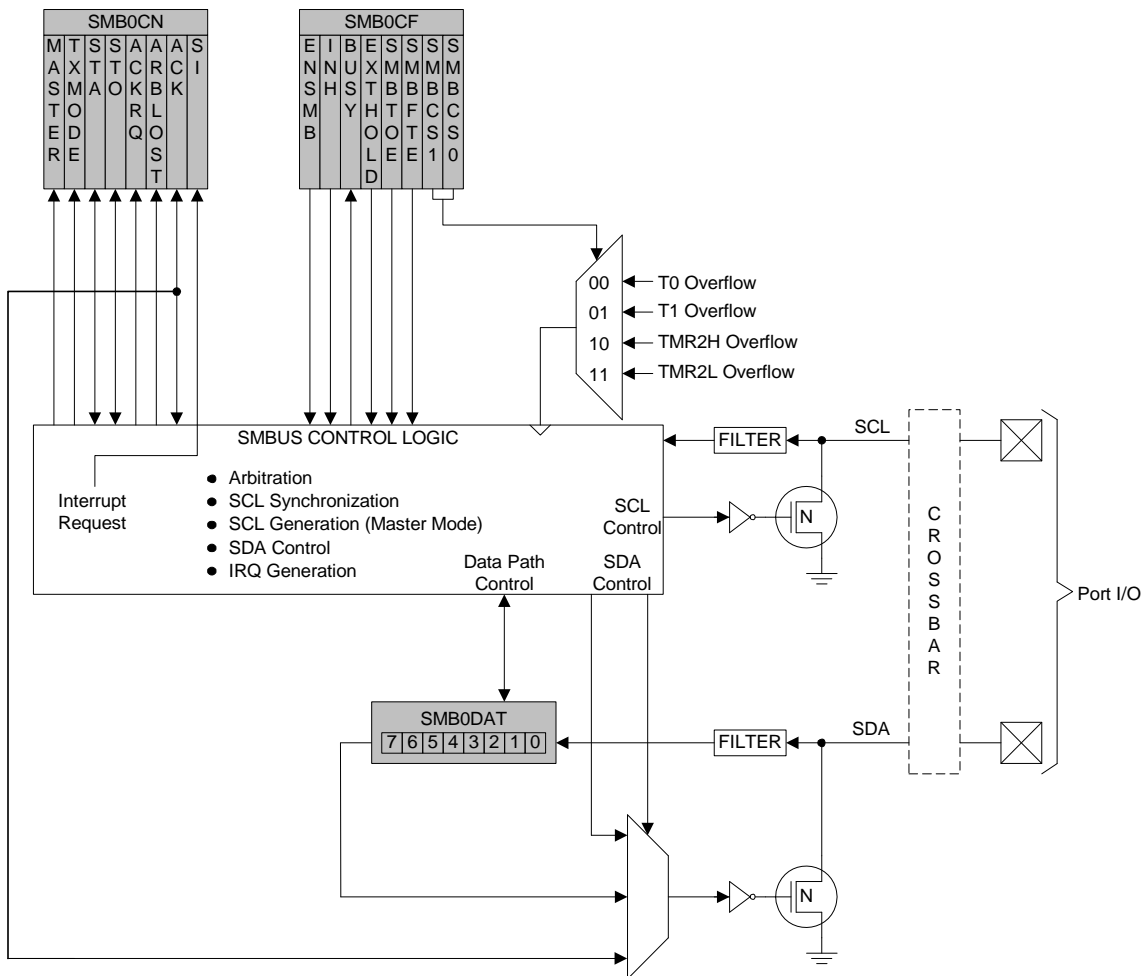 SMB0CN
MASTER
TXMODE
STA
STO
ACKRQ
ARBLOST
ACK
SI
SMB0CF
ENSMB
INH
BUSY
EXTHOLD
SMBTOE
SMBFTE
SMBCS1
SMBCS0
00
T0 Overflow
01
T1 Overflow
10
TMR2H Overflow
11
TMR2L Overflow
SMBUS CONTROL LOGIC
Interrupt
Request
● Arbitration
● SCL Synchronization
● SCL Generation (Master Mode)
● SDA Control
● IRQ Generation
Data Path
Control
SCL
Control
SDA
Control
FILTER
SCL
N
CROSSBAR
Port I/O
SMB0DAT
7 6 5 4 3 2 1 0
FILTER
SDA
N